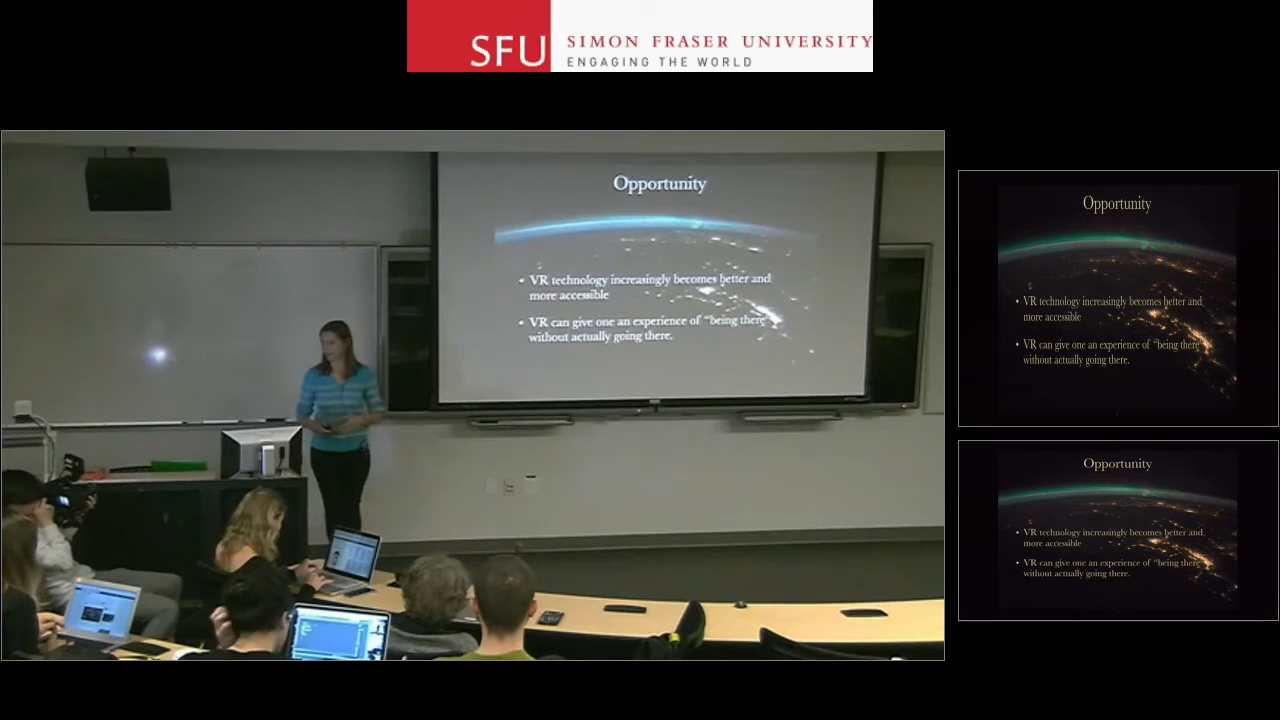 SFU SIMON FRASER UNIVERSITY
ENGAGING THE WORLD
Opportunity
• VR technology increasingly becomes better and
more accessible
• VR can give one an experience of “being there”
without actually going there.
Opportunity
• VR technology increasingly becomes better and
more accessible
• VR can give one an experience of “being there
without actually going there.
Opportunity
• VR technology increasingly becomes better and
more accessible
• VR can give one an experience of “being there
without actually going there.